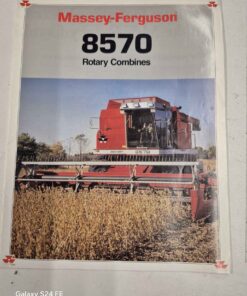 Massey-Ferguson
8570
Rotary Combines
Galaxy S24 FE